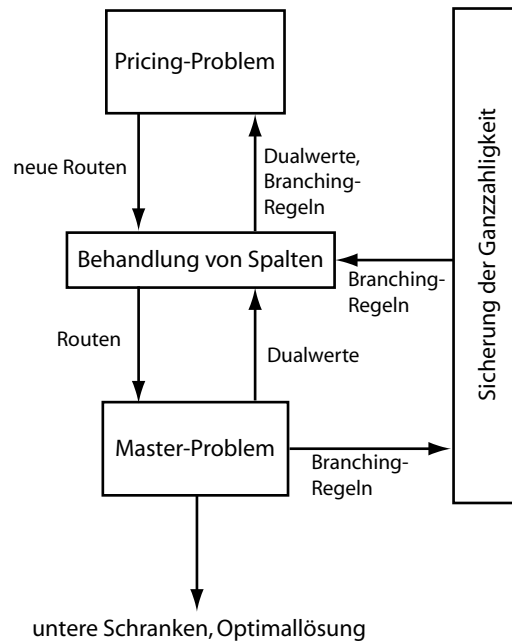 Pricing-Problem
neue Routen
Dualwerte,
Branching-
Regeln
Behandlung von Spalten
Branching-
Regeln
Sicherung der Ganzzahligkeit
Routen
Dualwerte
Master-Problem
Branching-
Regeln
untere Schranken, Optimallösung